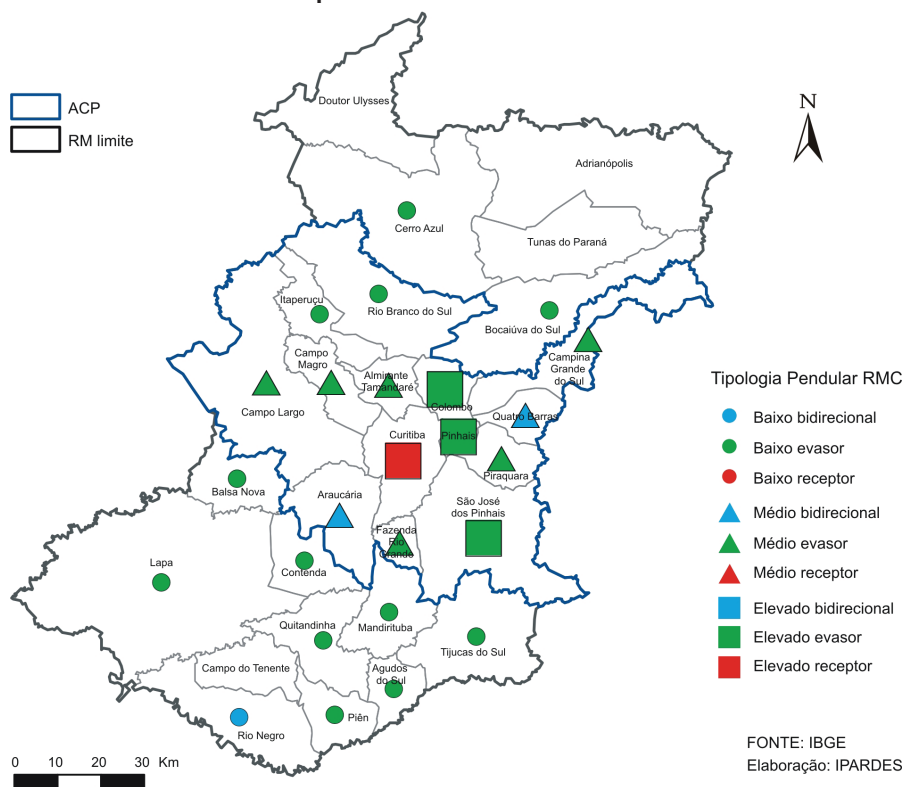 Doutor Ulysses
N
ACP
RM limite
Adrianópolis
Cerro Azul
Tunas do Paraná
Itaperuçu
Rio Branco do Sul
Bocaiúva do Sul
Campo
Magro
Almirante
Tamandaré
Campina
Grande
do Sul
Campo Largo
Colombo
Quatro Barras
Curitiba
Pinhais
Piraquara
Balsa Nova
Araucária
São José
dos Pinhais
Fazenda
Rio
Grande
Lapa
Contenda
Quitandinha
Mandirituba
Tijucas do Sul
Campo do Tenente
Agudos
do Sul
Rio Negro
Piên
Tipologia Pendular RMC
Baixo bidirecional
Baixo evasor
Baixo receptor
Médio bidirecional
Médio evasor
Médio receptor
Elevado bidirecional
Elevado evasor
Elevado receptor
0 10 20 30 Km
FONTE: IBGE
Elaboração: IPARDES